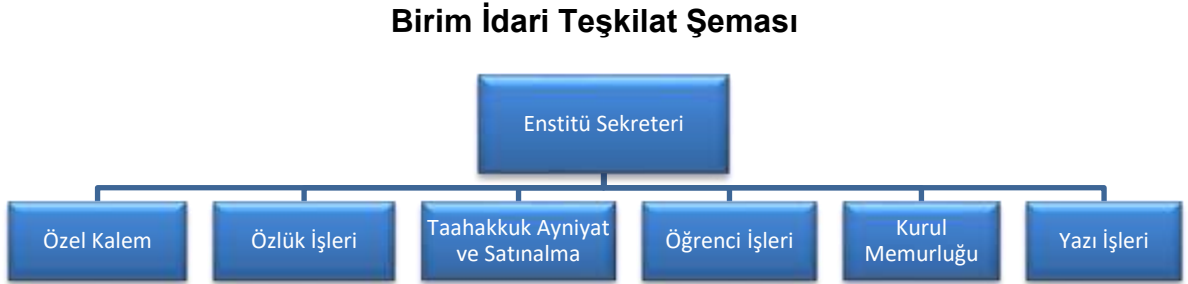 Birim İdari Teşkilat Şeması
Enstitü Sekreteri
Özel Kalem
Özlük İşleri
Taahakkuk Ayniyat
ve Satınalma
Öğrenci İşleri
Kurul
Memurluğu
Yazı İşleri